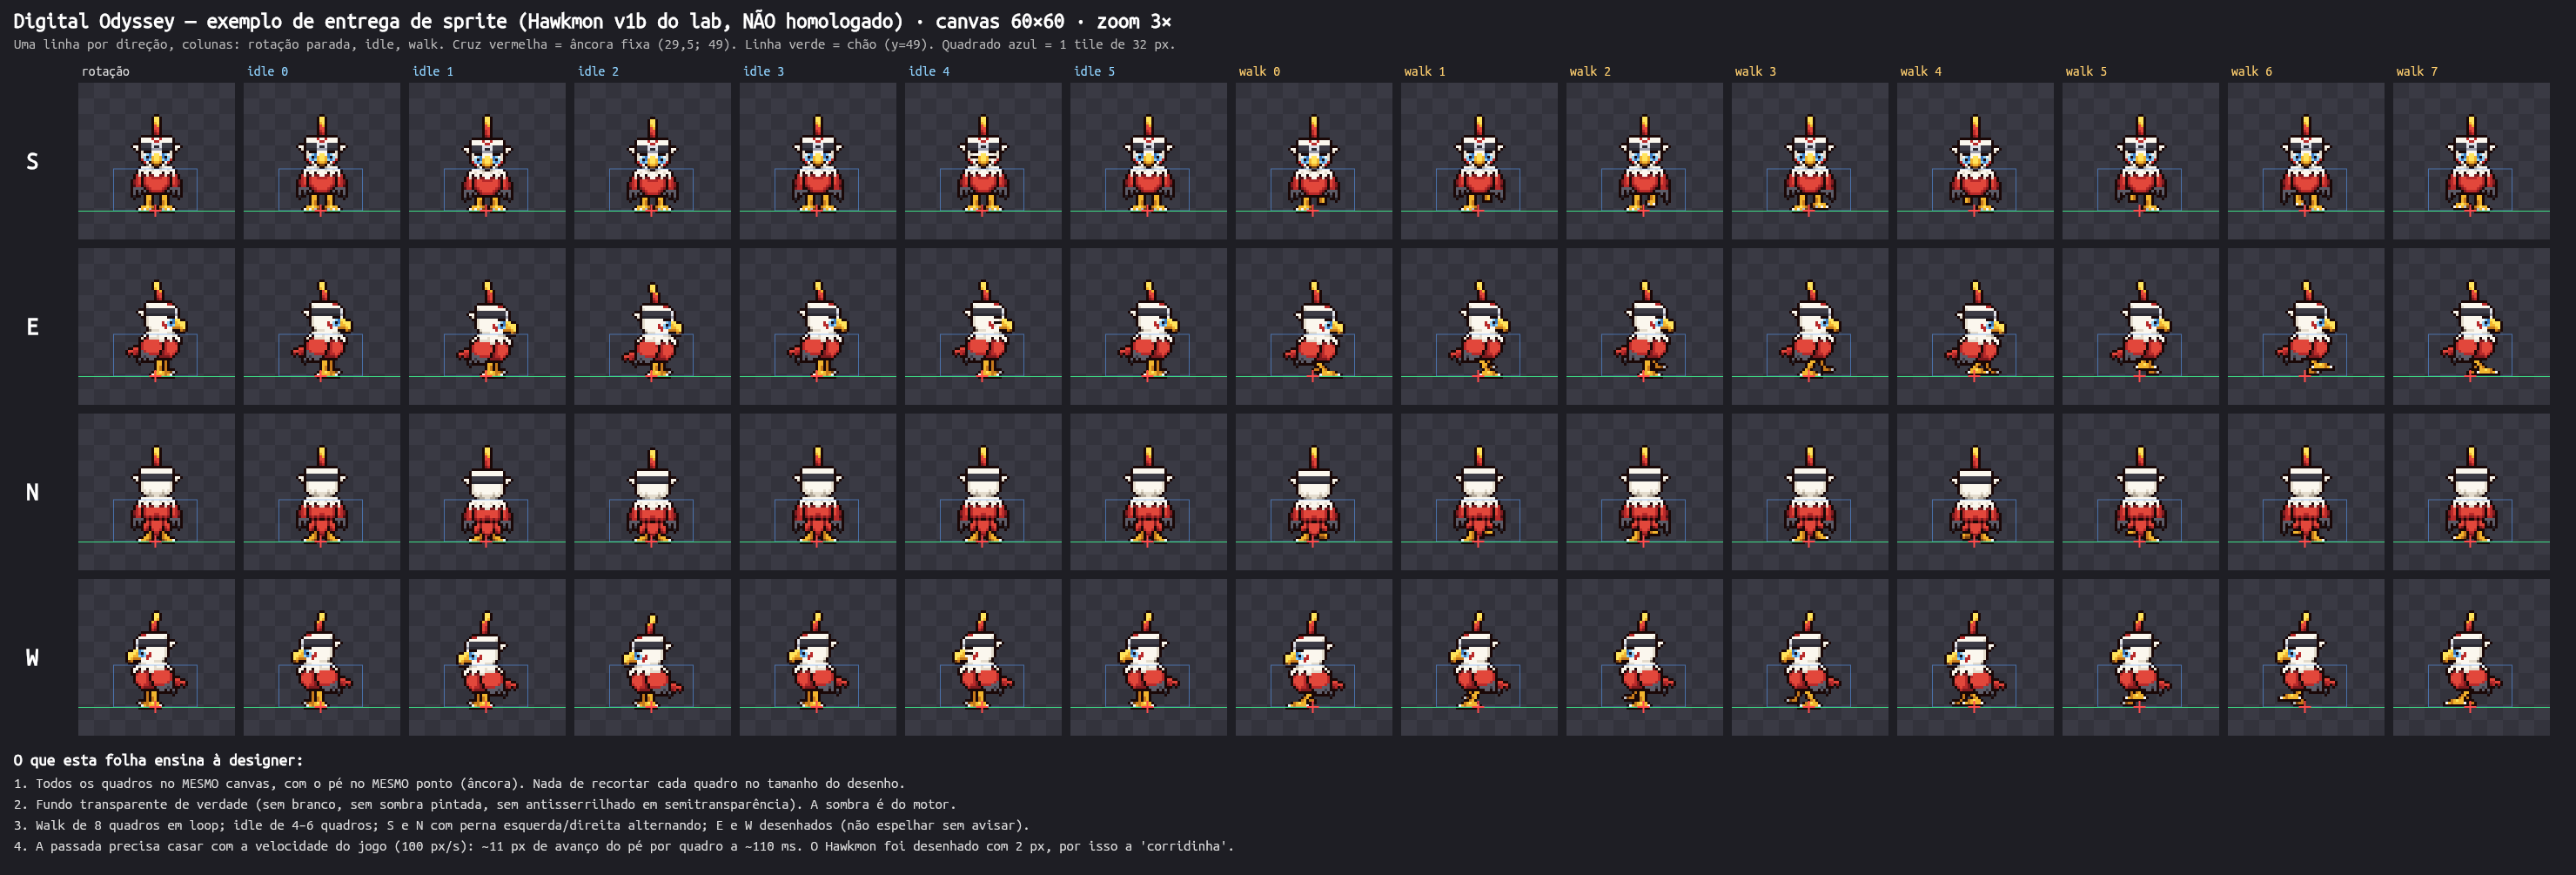 Digital Odyssey — exemplo de entrega de sprite (Hawkmon v1b do lab, NÃO homologado) · canvas 60×60 · zoom 3×
Uma linha por direção, colunas: rotação parada, idle, walk. Cruz vermelha = âncora fixa (29,5; 49). Linha verde = chão (y=49). Quadrado azul = 1 tile de 32 px.
rotação idle 0 idle 1 idle 2 idle 3 idle 4 idle 5 walk 0 walk 1 walk 2 walk 3 walk 4 walk 5 walk 6 walk 7
S
E
N
W
O que esta folha ensina à designer:
1. Todos os quadros no MESMO canvas, com o pé no MESMO ponto (âncora). Nada de recortar cada quadro no tamanho do desenho.
2. Fundo transparente de verdade (sem branco, sem sombra pintada, sem antisserrilhado em semitransparência). A sombra é do motor.
3. Walk de 8 quadros em loop; idle de 4–6 quadros; S e N com perna esquerda/direita alternando; E e W desenhados (não espelhar sem avisar).
4. A passada precisa casar com a velocidade do jogo (100 px/s): ~11 px de avanço do pé por quadro a ~110 ms. O Hawkmon foi desenhado com 2 px, por isso a 'corridinha'.